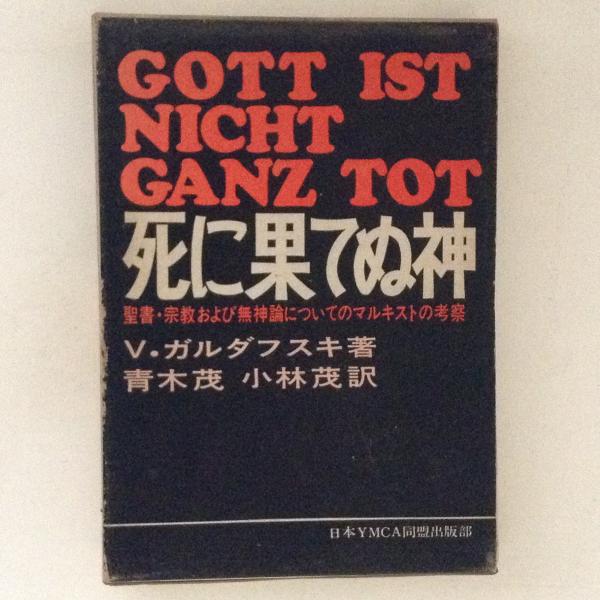 GOTT IST
NICHT
GANZ TOT
死に果てぬ神
聖書・宗教および無神論についてのマルキストの考察
V・ガルダフスキ著
青木茂 小林茂訳
日本YMCA同盟出版部